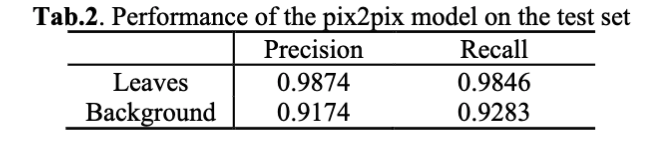 Tab.2. Performance of the pix2pix model on the test set
Precision Recall
Leaves 0.9874 0.9846
Background 0.9174 0.9283